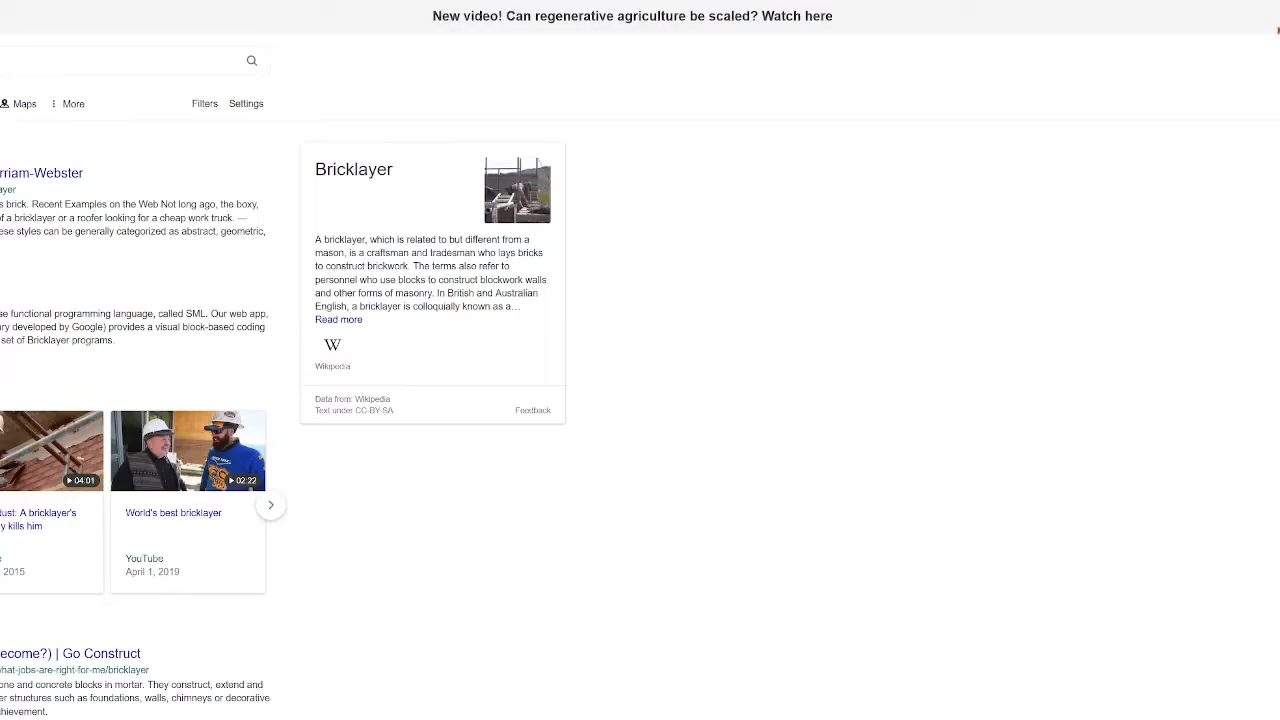 New video! Can regenerative agriculture be scaled? Watch here
Maps
More
Filters
Settings
rriam-Webster
ayer
s brick. Recent Examples on the Web Not long ago, the boxy,
of a bricklayer or a roofer looking for a cheap work truck. —
ese styles can be generally categorized as abstract, geometric,
se functional programming language, called SML. Our web app,
ry developed by Google) provides a visual block-based coding
set of Bricklayer programs.
04:01
02:22
ust: A bricklayer's
y kills him
2015
World's best bricklayer
YouTube
April 1, 2019
ecome?) | Go Construct
hat-jobs-are-right-for-me/bricklayer
one and concrete blocks in mortar. They construct, extend and
er structures such as foundations, walls, chimneys or decorative
chievement.
Bricklayer
A bricklayer, which is related to but different from a
mason, is a craftsman and tradesman who lays bricks
to construct brickwork. The terms also refer to
personnel who use blocks to construct blockwork walls
and other forms of masonry. In British and Australian
English, a bricklayer is colloquially known as a…
Read more
W
Wikipedia
Data from: Wikipedia
Text under CC-BY-SA
Feedback